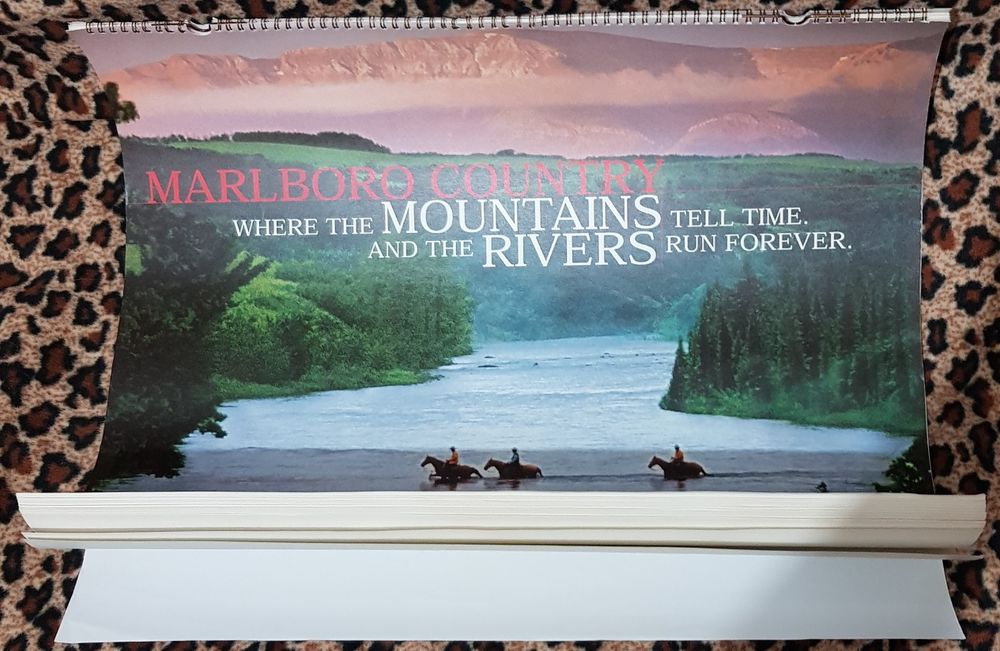 MARLBORO COUNTRY
WHERE THE MOUNTAINS TELL TIME.
AND THE RIVERS RUN FOREVER.